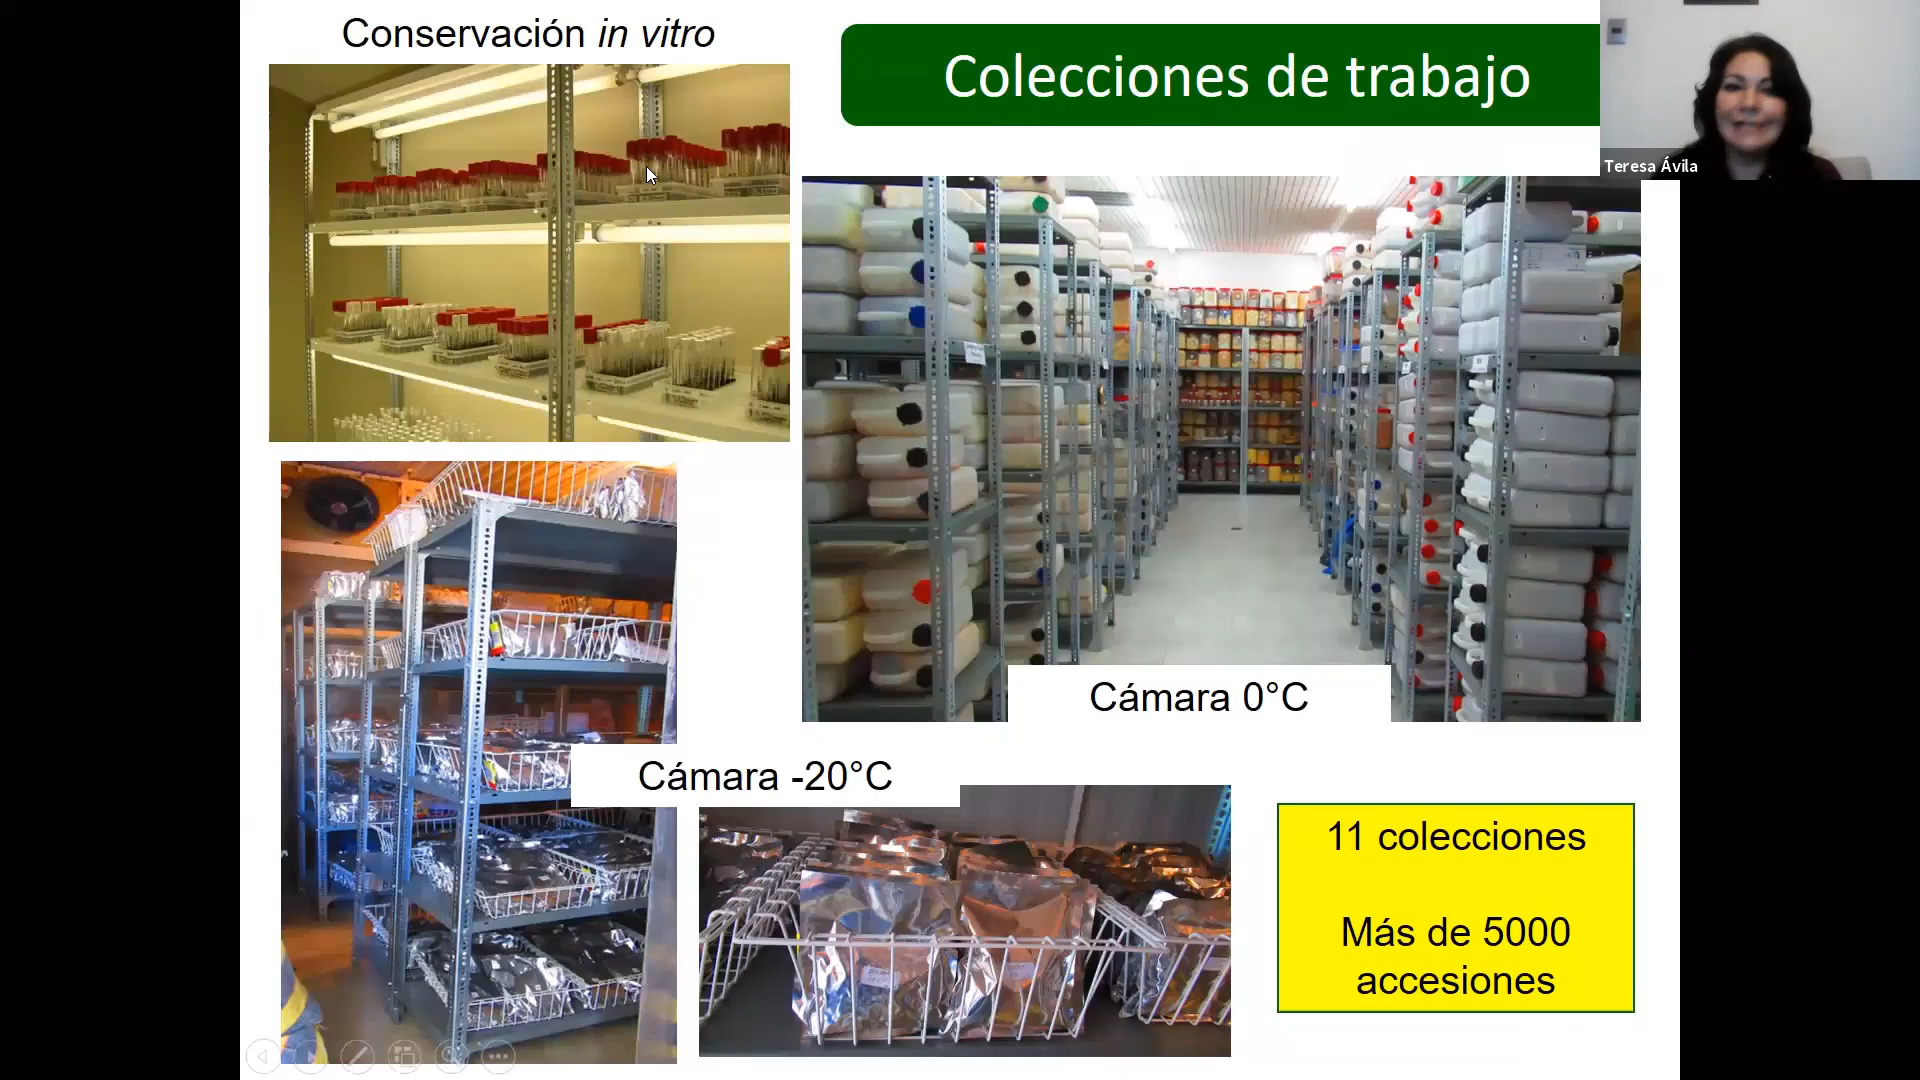 Conservación in vitro
Colecciones de trabajo
Teresa Ávila
Cámara 0°C
Cámara -20°C
11 colecciones
Más de 5000
accesiones